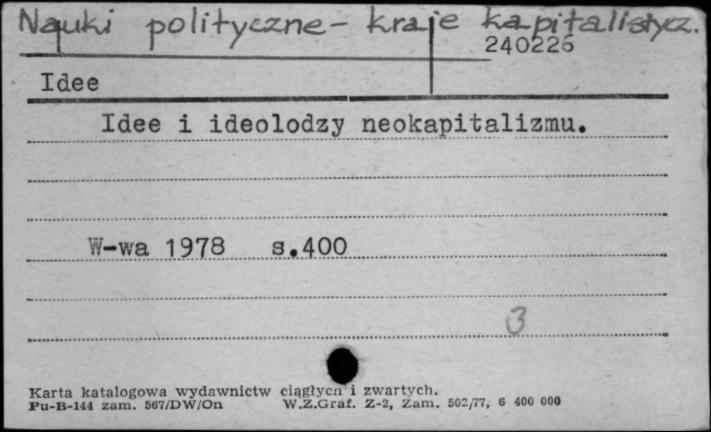 Nauki polityczne - kraje kapitalistycz.
240226
Idee
Idee i ideolodzy neokapitalizmu.
W-wa 1978 s.400
3
Karta katalogowa wydawnictw ciągłych i zwartych.
Pu-B-144 zam. 567/DW/On W.Z.Graf. Z-2, Zam. 502/77, 6 400 000